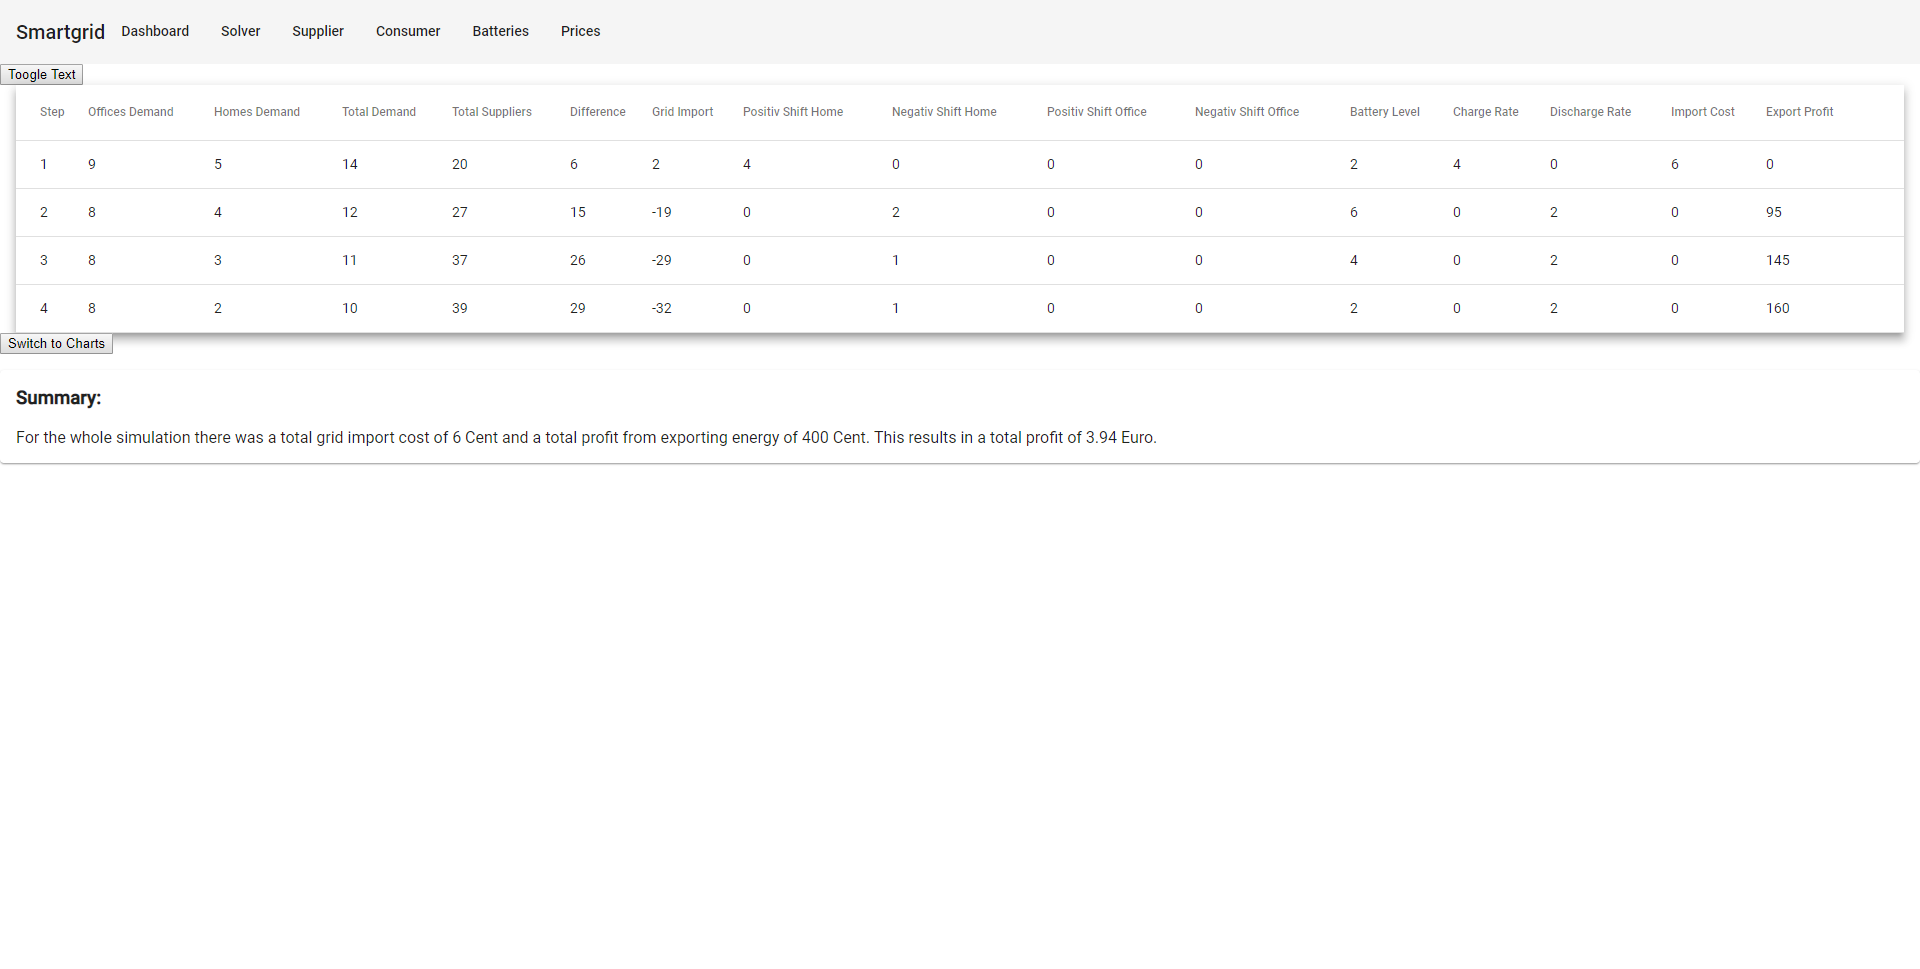 Smartgrid Dashboard Solver Supplier Consumer Batteries Prices
Toogle Text
Step Offices Demand Homes Demand Total Demand Total Suppliers Difference Grid Import Positiv Shift Home Negativ Shift Home Positiv Shift Office Negativ Shift Office Battery Level Charge Rate Discharge Rate Import Cost Export Profit
1 9 5 14 20 6 2 4 0 0 0 2 4 0 6 0
2 8 4 12 27 15 -19 0 2 0 0 6 0 2 0 95
3 8 3 11 37 26 -29 0 1 0 0 4 0 2 0 145
4 8 2 10 39 29 -32 0 1 0 0 2 0 2 0 160
Switch to Charts
Summary:
For the whole simulation there was a total grid import cost of 6 Cent and a total profit from exporting energy of 400 Cent. This results in a total profit of 3.94 Euro.